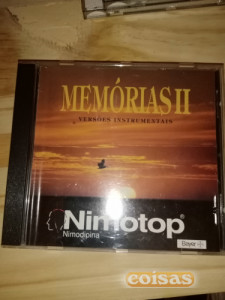 MEMÓRIAS II
VERSÕES INSTRUMENTAIS
Nimotop®
Nimodipina
Bayer
coisas